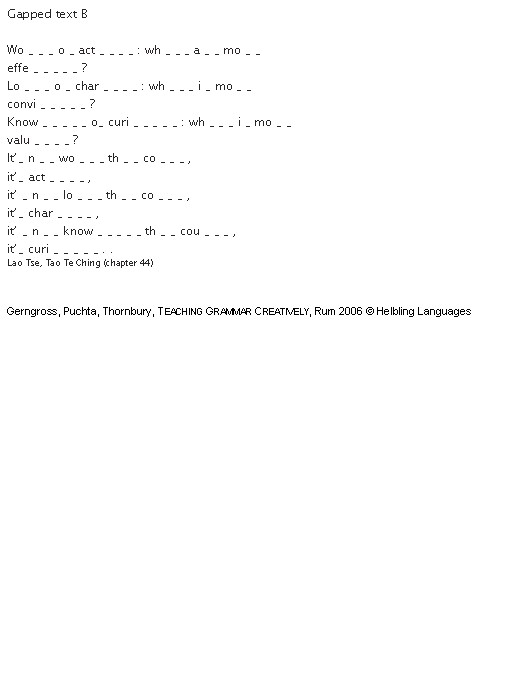 Gapped text B
Wo _ _ _ o _ act _ _ _ _ : wh _ _ _ a _ _ mo _ _
effe _ _ _ _ _ ?
Lo _ _ _ o _ char _ _ _ _ : wh _ _ _ i _ mo _ _
convi _ _ _ _ _ ?
Know _ _ _ _ _ o_ curi _ _ _ _ _ : wh _ _ _ i _ mo _ _
valu _ _ _ _ ?
It’_ n _ _ wo _ _ _ th _ _ co _ _ _ ,
it’_ act _ _ _ _ ,
it’ _ n _ _ lo _ _ _ th _ _ co _ _ _ ,
it’_ char _ _ _ _ ,
it’ _ n _ _ know _ _ _ _ _ th _ _ cou _ _ _ ,
it’_ curi _ _ _ _ _ . .
Lao Tse, Tao Te Ching (chapter 44)
Gerngross, Puchta, Thornbury, TEACHING GRAMMAR CREATIVELY, Rum 2006 © Helbling Languages